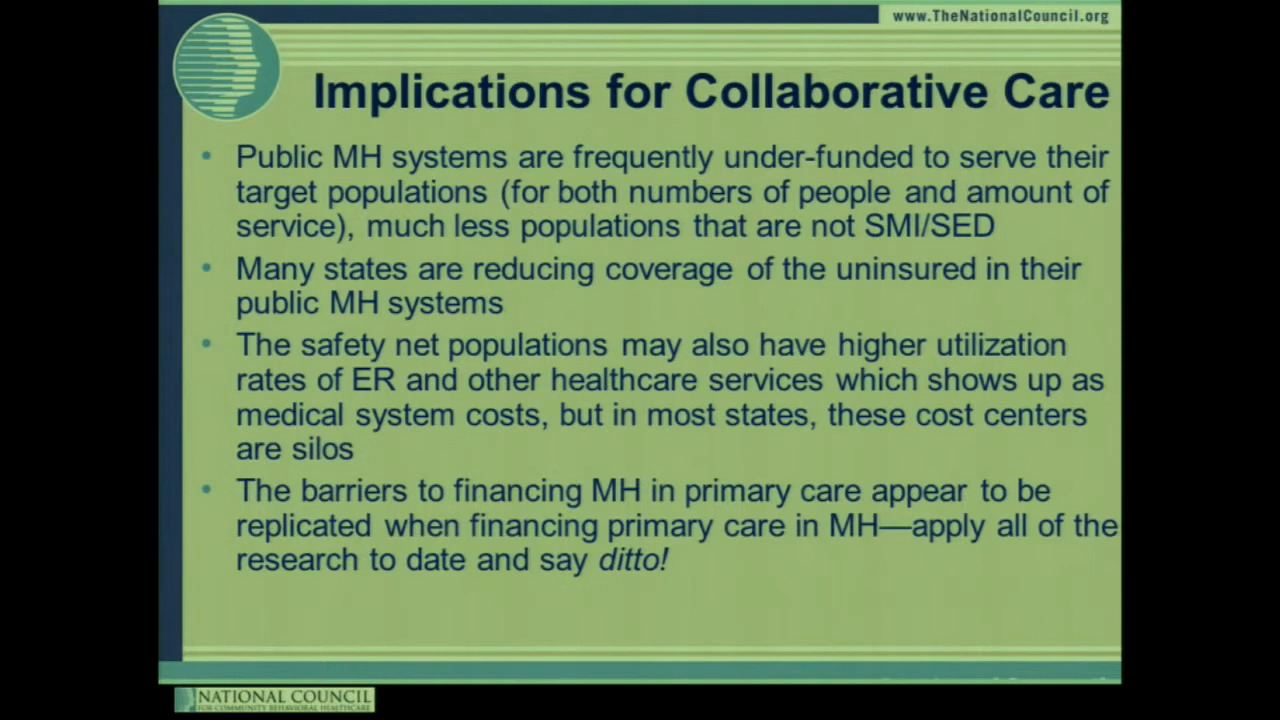 www.TheNationalCouncil.org
Implications for Collaborative Care
• Public MH systems are frequently under-funded to serve their
target populations (for both numbers of people and amount of
service), much less populations that are not SMI/SED
• Many states are reducing coverage of the uninsured in their
public MH systems
• The safety net populations may also have higher utilization
rates of ER and other healthcare services which shows up as
medical system costs, but in most states, these cost centers
are silos
• The barriers to financing MH in primary care appear to be
replicated when financing primary care in MH—apply all of the
research to date and say ditto!
NATIONAL COUNCIL
FOR COMMUNITY BEHAVIORAL HEALTHCARE